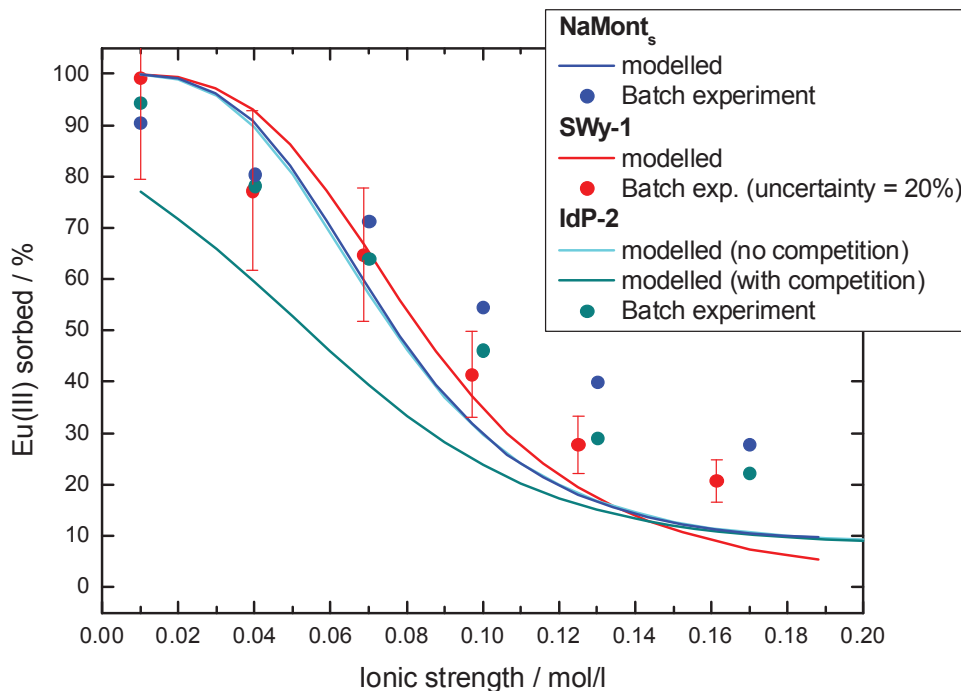 NaMonts
modelled
Batch experiment
SWy-1
modelled
Batch exp. (uncertainty = 20%)
IdP-2
modelled (no competition)
modelled (with competition)
Batch experiment
Eu(III) sorbed / %
100
90
80
70
60
50
40
30
20
10
0
0.00 0.02 0.04 0.06 0.08 0.10 0.12 0.14 0.16 0.18 0.20
Ionic strength / mol/l